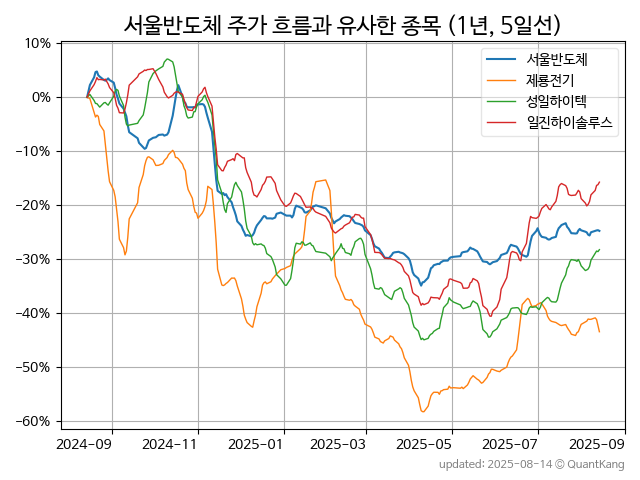 서울반도체 주가 흐름과 유사한 종목 (1년, 5일선)
서울반도체
제룡전기
성일하이텍
일진하이솔루스
10%
0%
−10%
−20%
−30%
−40%
−50%
−60%
2024-09
2024-11
2025-01
2025-03
2025-05
2025-07
2025-09
updated: 2025-08-14 © QuantKang